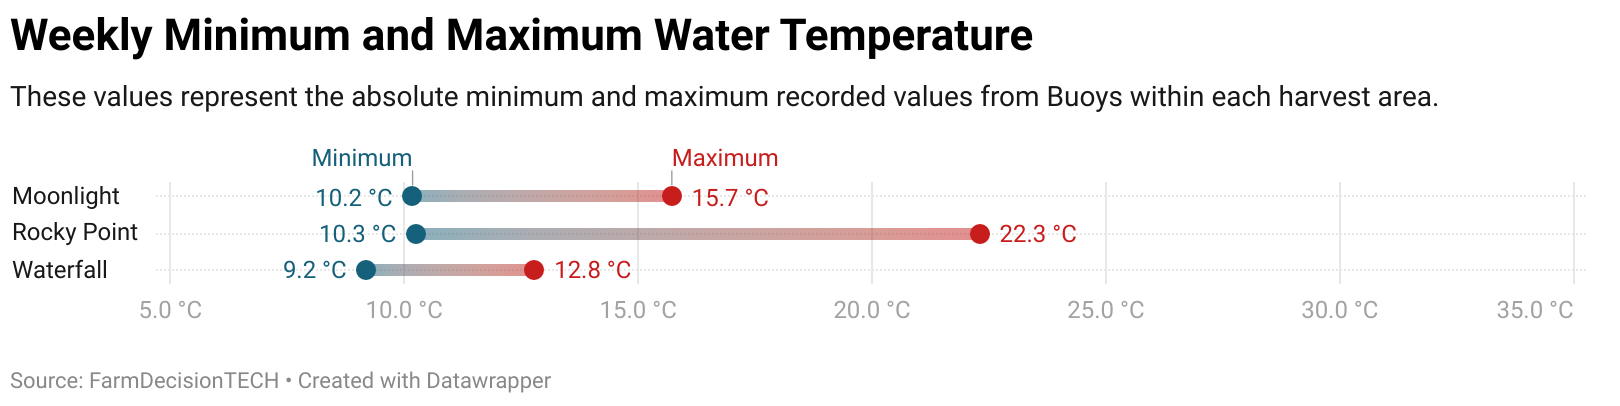 Weekly Minimum and Maximum Water Temperature
These values represent the absolute minimum and maximum recorded values from Buoys within each harvest area.
Minimum Maximum
Moonlight 10.2 °C 15.7 °C
Rocky Point 10.3 °C 22.3 °C
Waterfall 9.2 °C 12.8 °C
5.0 °C 10.0 °C 15.0 °C 20.0 °C 25.0 °C 30.0 °C 35.0 °C
Source: FarmDecisionTECH • Created with Datawrapper